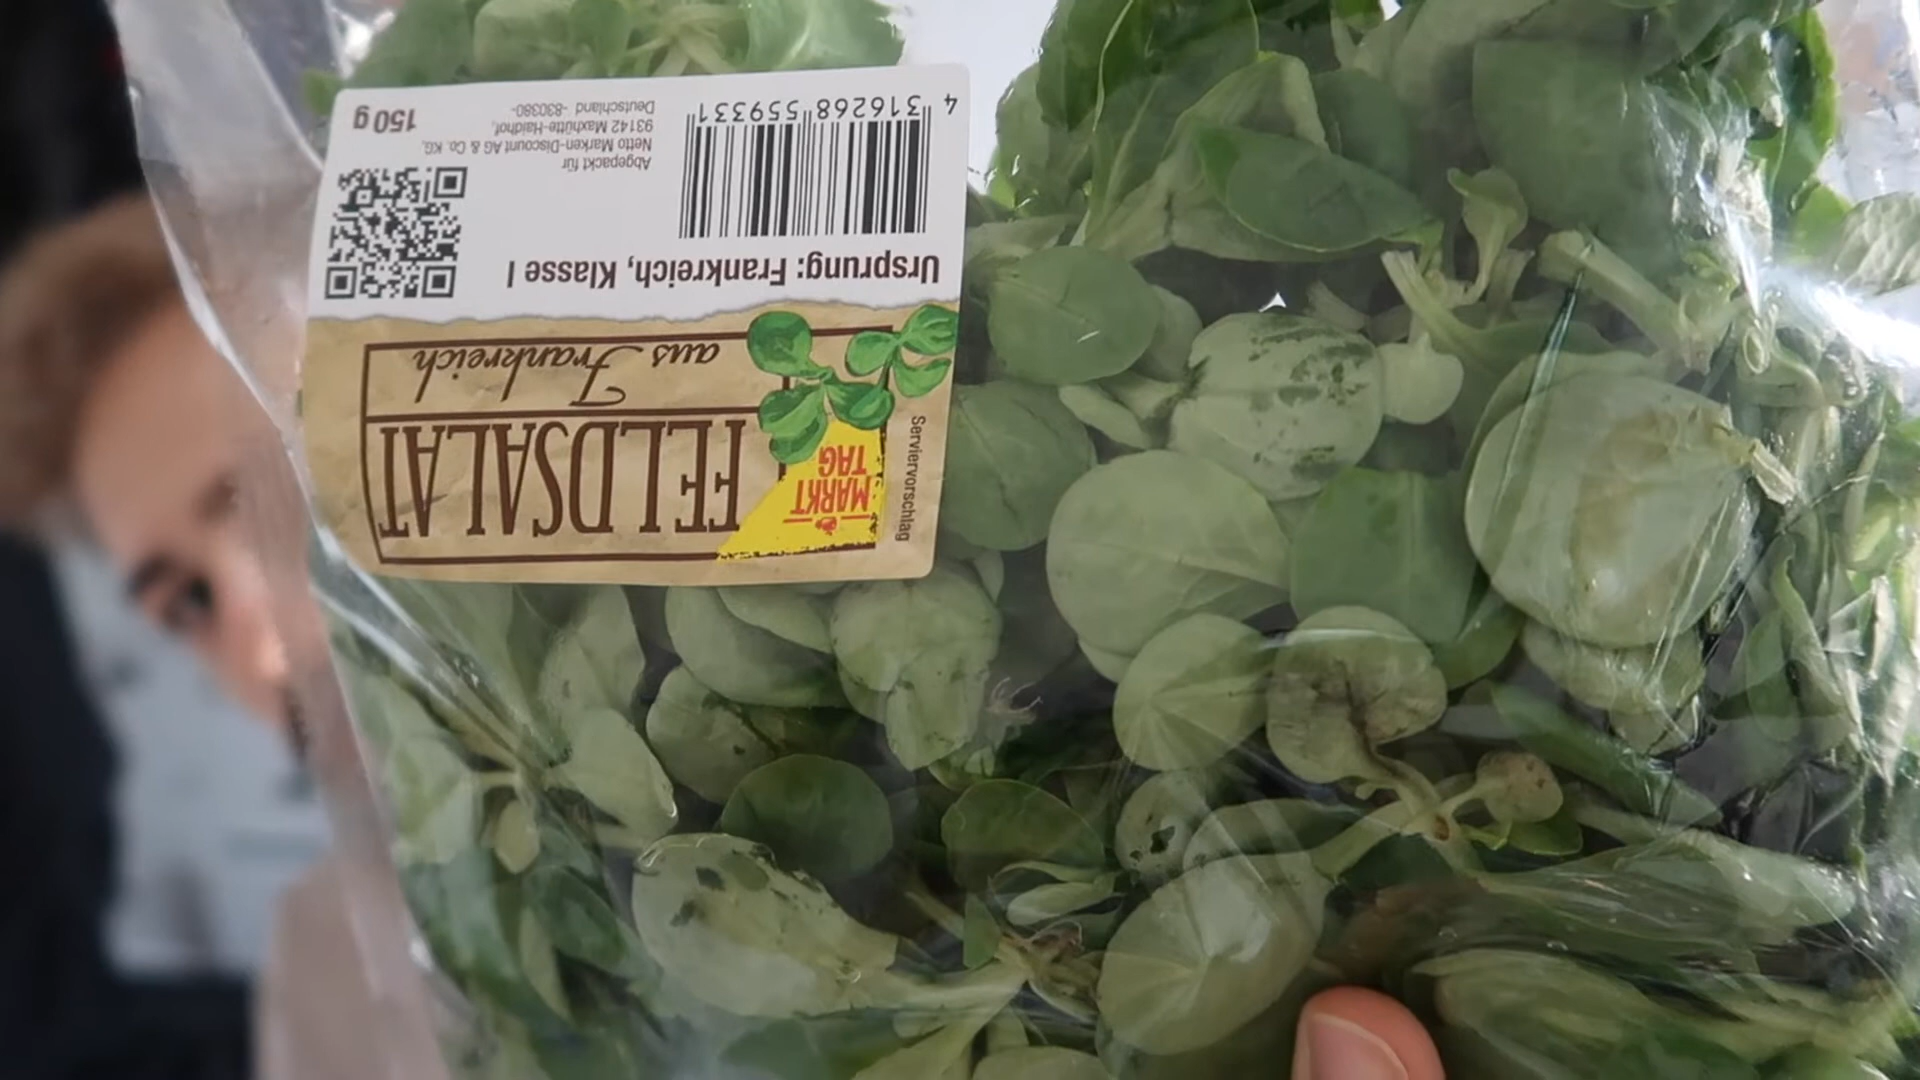 Serviervorschlag
MARKT
TAG
FELDSALAT
aus Frankreich
Ursprung: Frankreich, Klasse I
4 316268 559331
Abgepackt für
Netto Marken-Discount AG & Co. KG,
93142 Maxhütte-Haidhof,
Deutschland -830380-
150 g